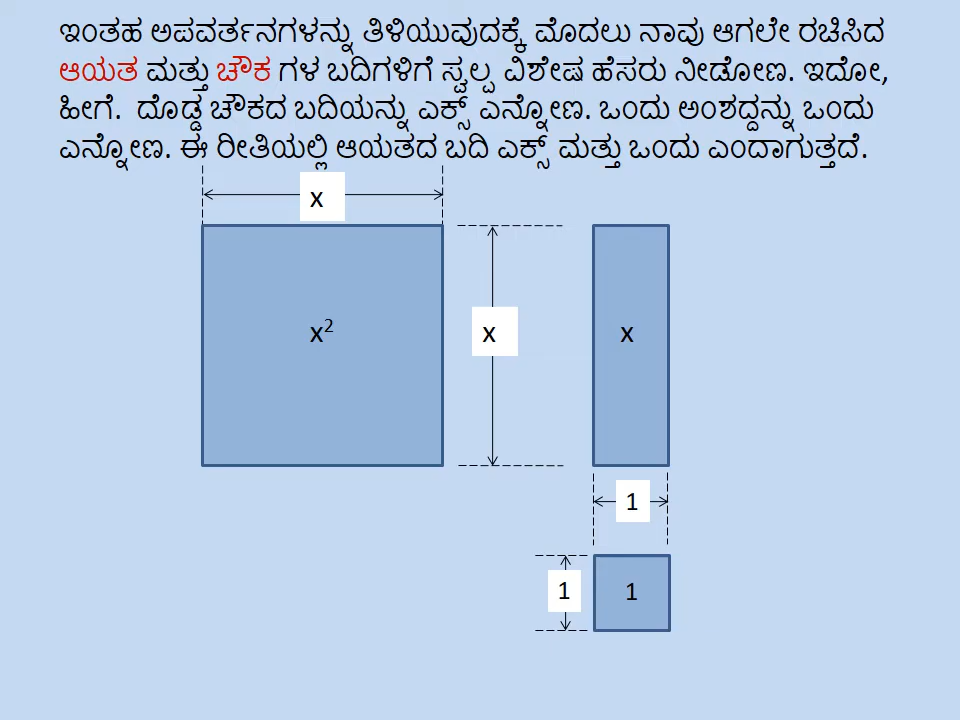 ಇಂತಹ ಅಪವರ್ತನಗಳನ್ನು ತಿಳಿಯುವುದಕ್ಕೆ ಮೊದಲು ನಾವು ಆಗಲೇ ರಚಿಸಿದ
ಆಯತ ಮತ್ತು ಚೌಕ ಗಳ ಬದಿಗಳಿಗೆ ಸ್ವಲ್ಪ ವಿಶೇಷ ಹೆಸರು ನೀಡೋಣ. ಇದೋ,
ಹೀಗೆ. ದೊಡ್ಡ ಚೌಕದ ಬದಿಯನ್ನು ಎಕ್ಸ್ ಎನ್ನೋಣ. ಒಂದು ಅಂಶದ್ದನ್ನು ಒಂದು
ಎನ್ನೋಣ. ಈ ರೀತಿಯಲ್ಲಿ ಆಯತದ ಬದಿ ಎಕ್ಸ್ ಮತ್ತು ಒಂದು ಎಂದಾಗುತ್ತದೆ.
x
x² x x
1
1 1